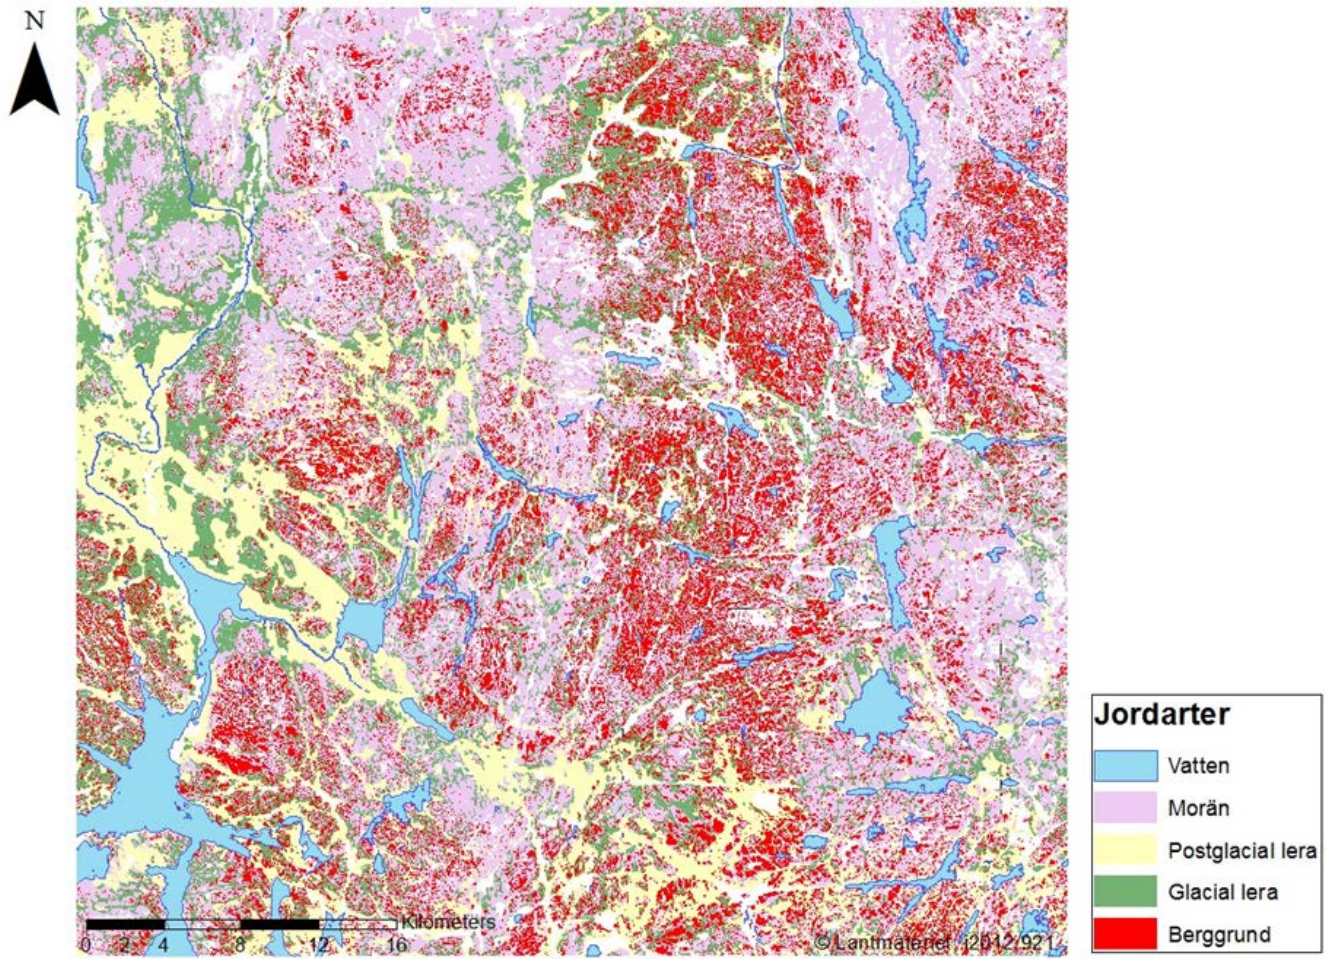 N
Jordarter
Vatten
Morän
Postglacial lera
Glacial lera
Berggrund
Kilometers
0 2 4 8 12 16
© Lantmäteriet i2012/921